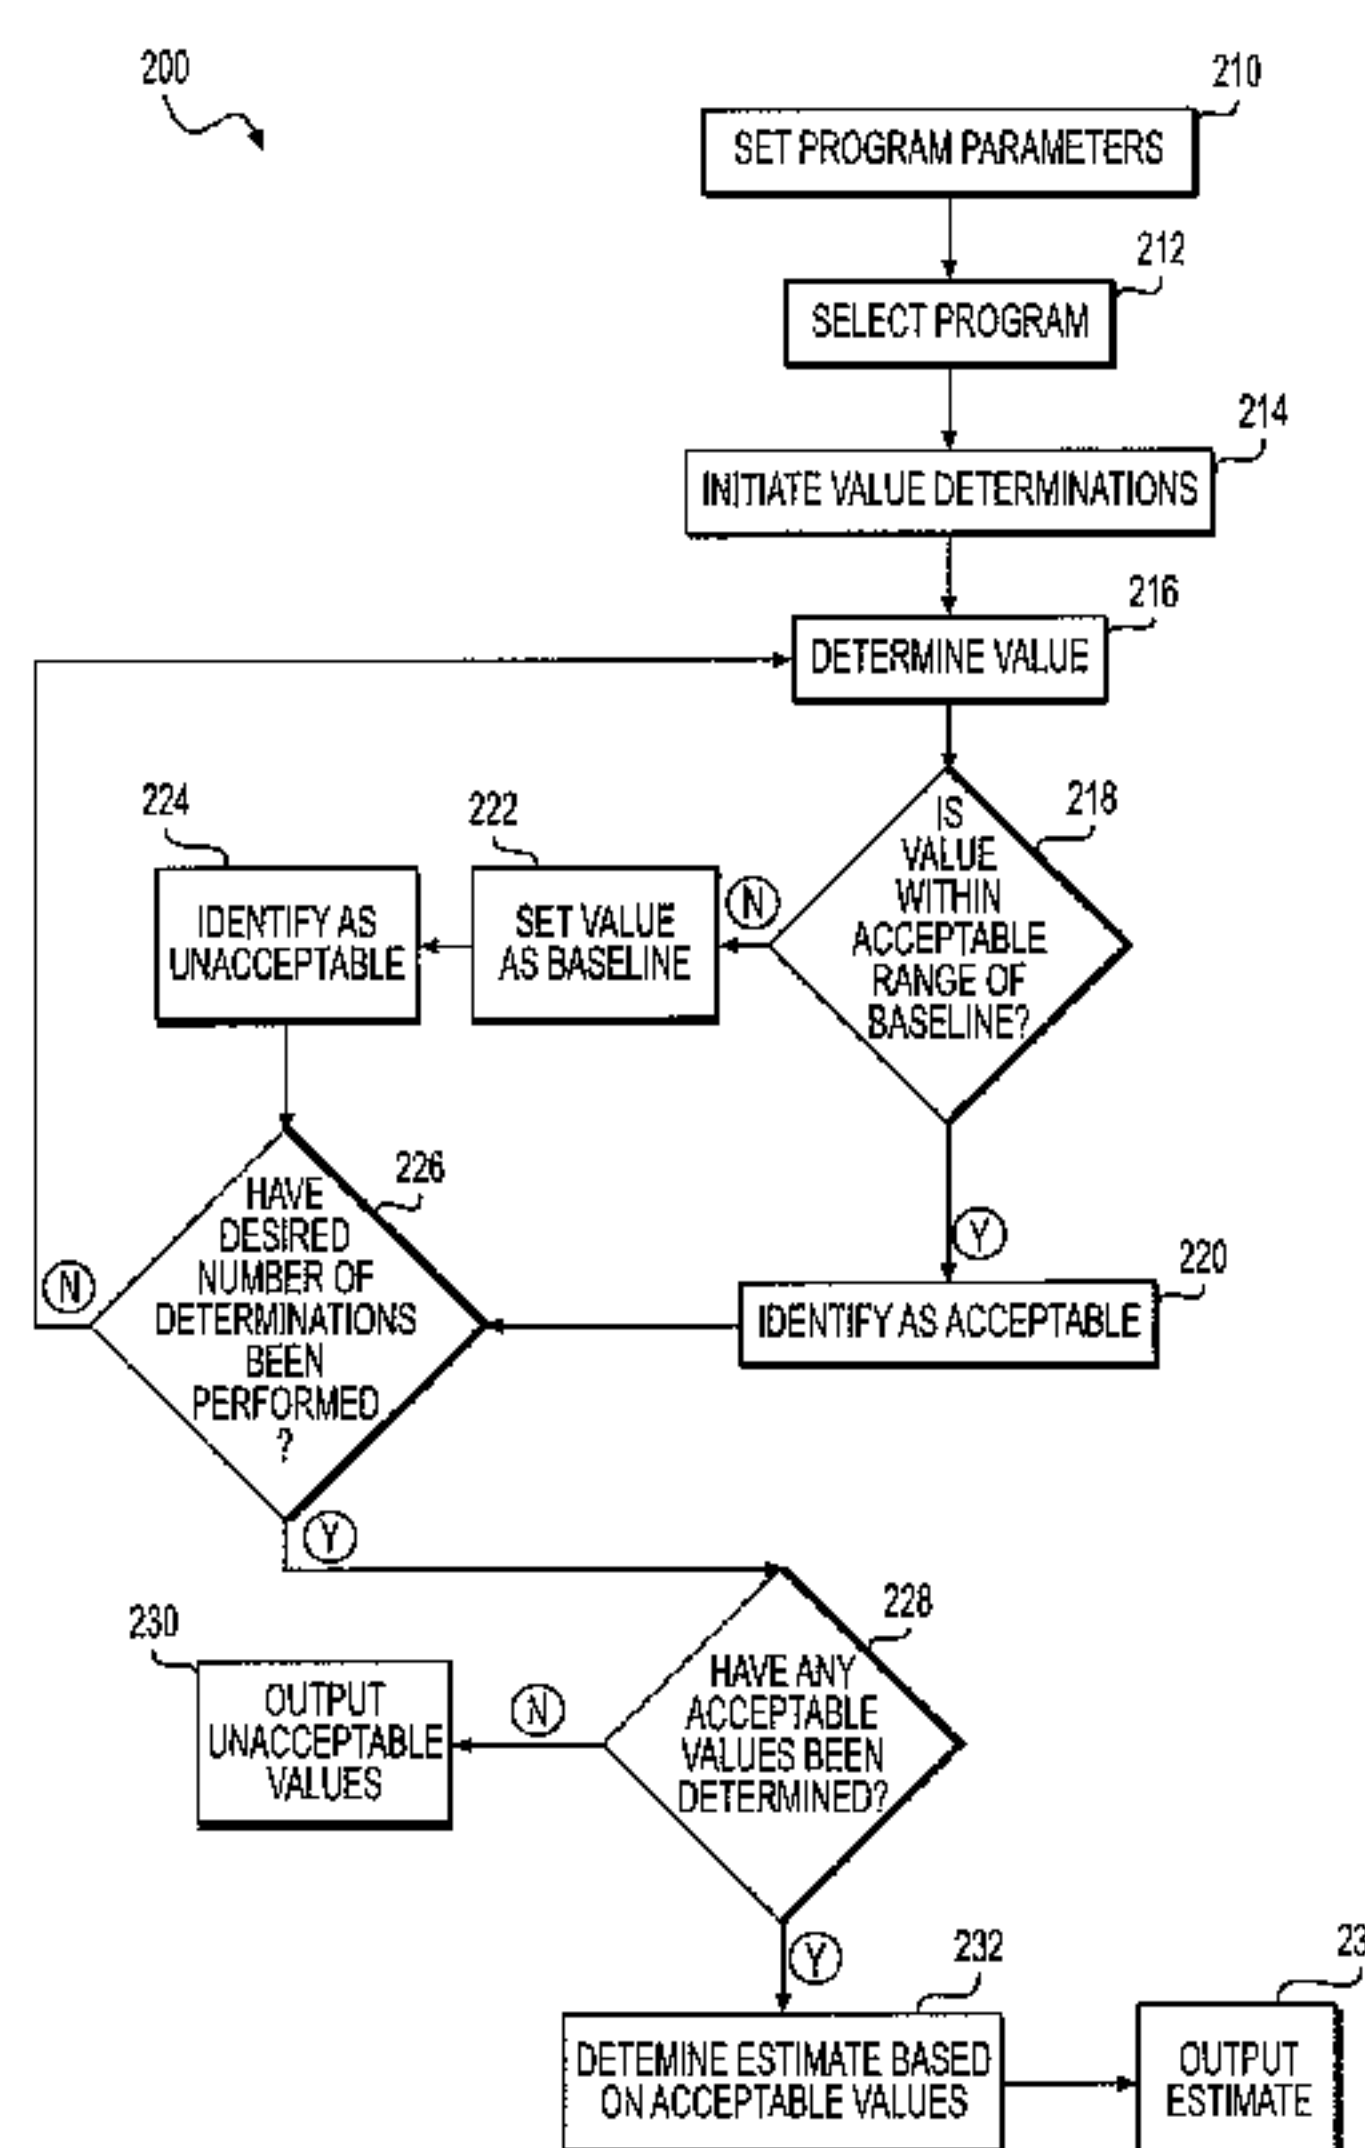 200
210
SET PROGRAM PARAMETERS
212
SELECT PROGRAM
214
INITIATE VALUE DETERMINATIONS
216
DETERMINE VALUE
218
IS
VALUE
WITHIN
ACCEPTABLE
RANGE OF
BASELINE?
N
222
SET VALUE
AS BASELINE
224
IDENTIFY AS
UNACCEPTABLE
Y
220
IDENTIFY AS ACCEPTABLE
226
HAVE
DESIRED
NUMBER OF
DETERMINATIONS
BEEN
PERFORMED
?
N
Y
228
HAVE ANY
ACCEPTABLE
VALUES BEEN
DETERMINED?
N
230
OUTPUT
UNACCEPTABLE
VALUES
Y
232
DETEMINE ESTIMATE BASED
ON ACCEPTABLE VALUES
OUTPUT
ESTIMATE